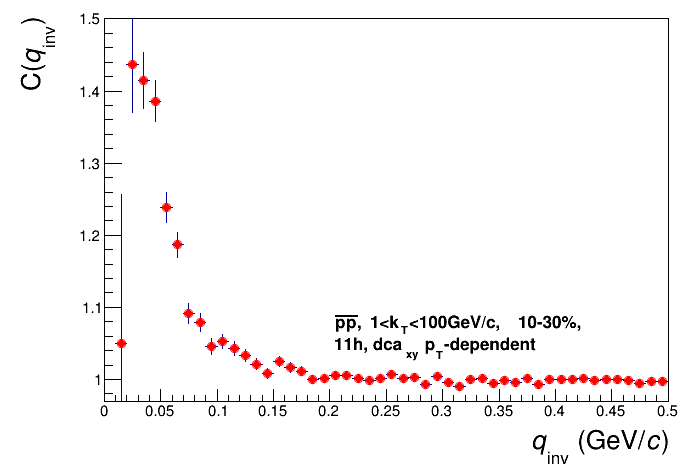 C(q_inv)
1.5
1.4
1.3
1.2
1.1
1
0 0.05 0.1 0.15 0.2 0.25 0.3 0.35 0.4 0.45 0.5
p̅p̅, 1<k_T<100GeV/c, 10-30%,
11h, dca_xy p_T-dependent
q_inv (GeV/c)